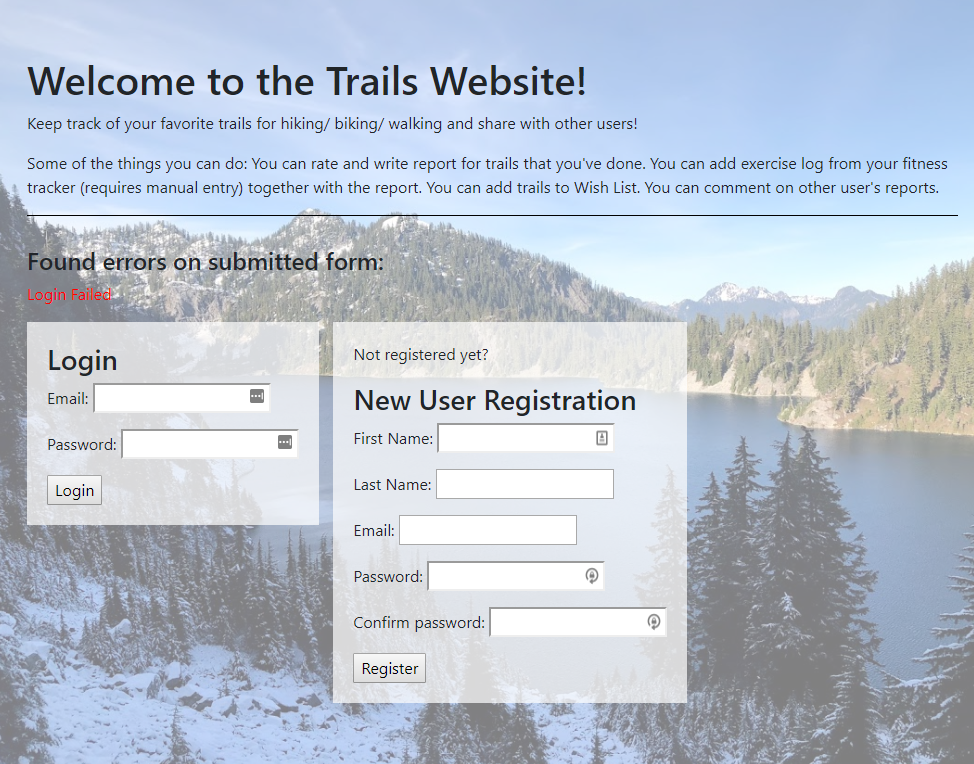 Welcome to the Trails Website!
Keep track of your favorite trails for hiking/ biking/ walking and share with other users!
Some of the things you can do: You can rate and write report for trails that you've done. You can add exercise log from your fitness
tracker (requires manual entry) together with the report. You can add trails to Wish List. You can comment on other user's reports.
Found errors on submitted form:
Login Failed
Login
Email:
Password:
Login
Not registered yet?
New User Registration
First Name:
Last Name:
Email:
Password:
Confirm password:
Register